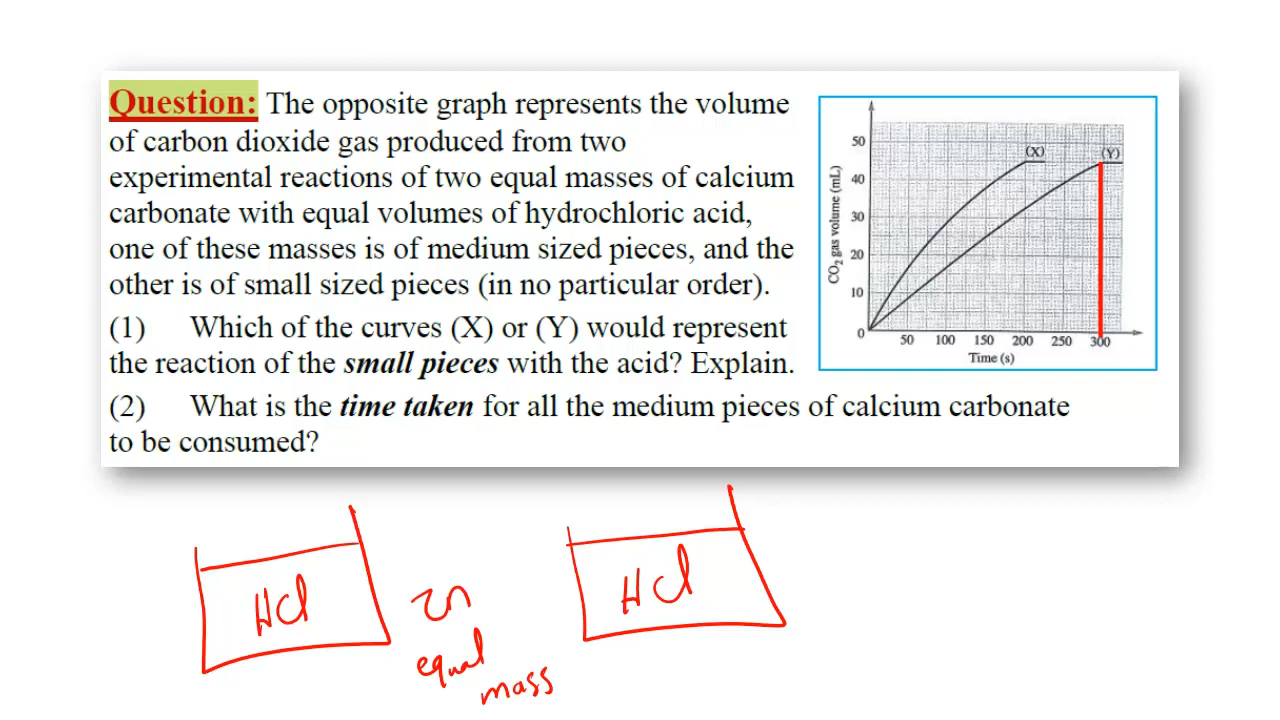 Question: The opposite graph represents the volume
of carbon dioxide gas produced from two
experimental reactions of two equal masses of calcium
carbonate with equal volumes of hydrochloric acid,
one of these masses is of medium sized pieces, and the
other is of small sized pieces (in no particular order).
(1) Which of the curves (X) or (Y) would represent
the reaction of the small pieces with the acid? Explain.
(2) What is the time taken for all the medium pieces of calcium carbonate
to be consumed?
CO2 gas volume (mL)
50
40
30
20
10
0
(X)
(Y)
50 100 150 200 250 300
Time (s)
HCl
Zn
equal
mass
HCl